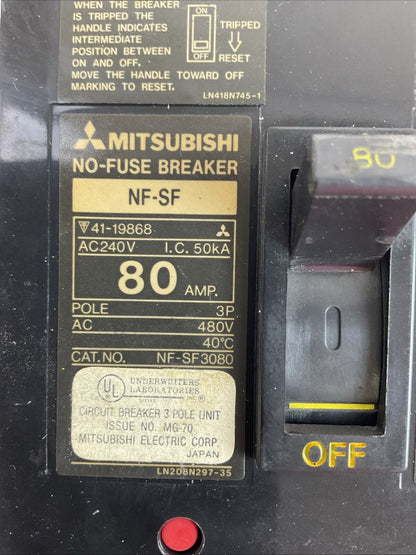 WHEN THE BREAKER
IS TRIPPED THE
HANDLE INDICATES
INTERMEDIATE
POSITION BETWEEN
ON AND OFF.
MOVE THE HANDLE TOWARD OFF
MARKING TO RESET.
ON
OFF
TRIPPED
RESET
LN418N745-1
MITSUBISHI
NO-FUSE BREAKER
NF-SF
41-19868
AC240V I.C. 50kA
80 AMP.
POLE 3P
AC 480V
40°C
CAT.NO. NF-SF3080
UL
UNDERWRITERS
LABORATORIES
INC.®
LISTED
CIRCUIT BREAKER 3 POLE UNIT
ISSUE NO. MG-70
MITSUBISHI ELECTRIC CORP.
JAPAN
LN208N297-35
80
OFF